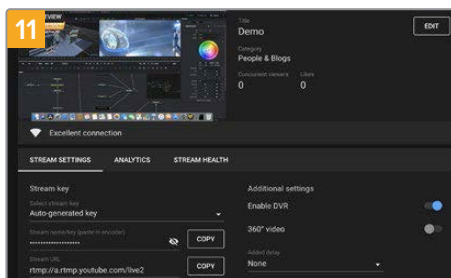 11
PREVIEW
Title
Demo
EDIT
Category
People & Blogs
Concurrent viewers Likes
0 0
Excellent connection
STREAM SETTINGS ANALYTICS STREAM HEALTH
Stream key Additional settings
Select stream key Enable DVR
Auto-generated key
Stream name/key (paste in encoder) COPY 360° video
Stream URL Added delay
rtmp://a.rtmp.youtube.com/live2 COPY None